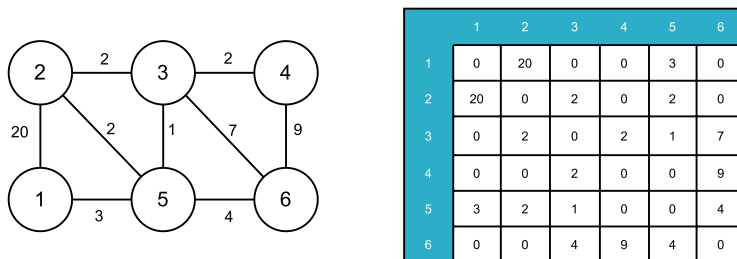 2 2 3 2 4
20 2 1 7 9
1 3 5 4 6
1 2 3 4 5 6
1 0 20 0 0 3 0
2 20 0 2 0 2 0
3 0 2 0 2 1 7
4 0 0 2 0 0 9
5 3 2 1 0 0 4
6 0 0 4 9 4 0